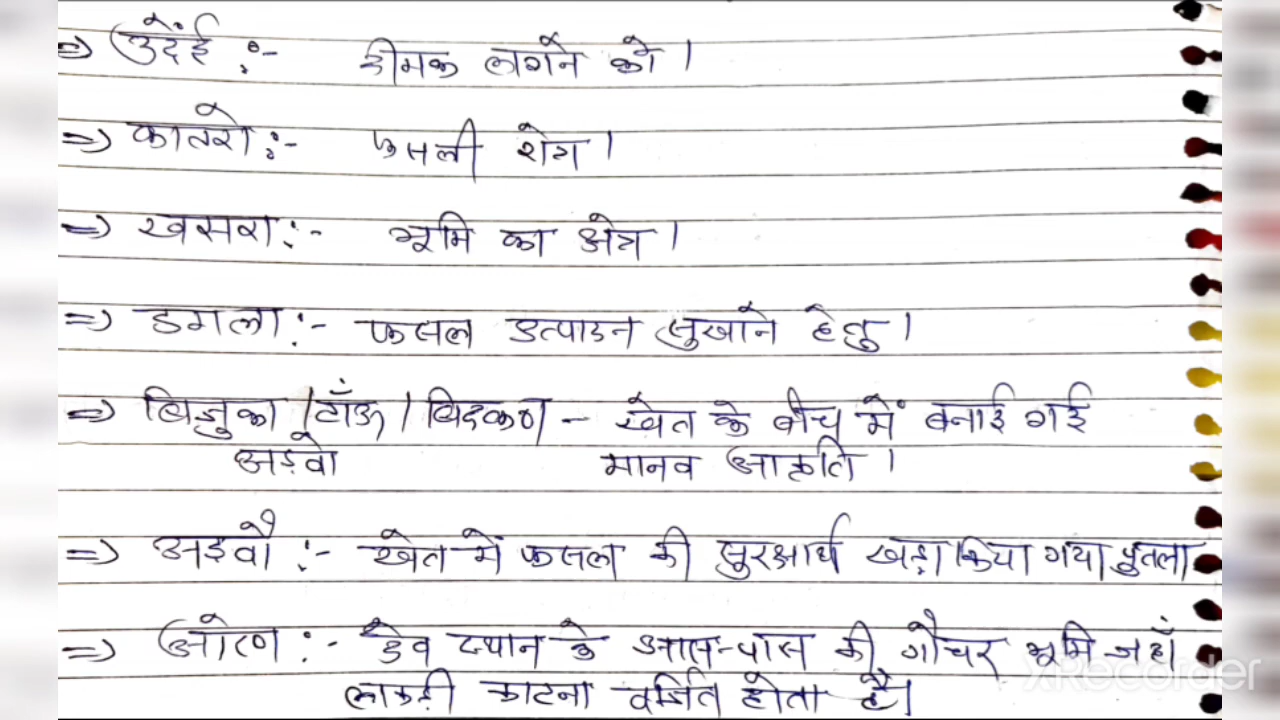 => उदेई :- दीमक लगने को।
=> कातरो :- फसली रोग।
=> खसरा :- भूमि का क्षेत्र।
=> डगला :- फसल उत्पादन सुखाने हेतु।
=> बिजुका / टाँऊ / बिदकण - खेत के बीच में बनाई गई
अड़वो मानव आकृति।
=> अड़वौ :- खेत में फसल की सुरक्षार्थ खड़ा किया गया पुतला
=> ओरण :- देव स्थान के आस-पास की गौचर भूमि जहाँ
लकड़ी काटना वर्जित होता है।
XRecorder